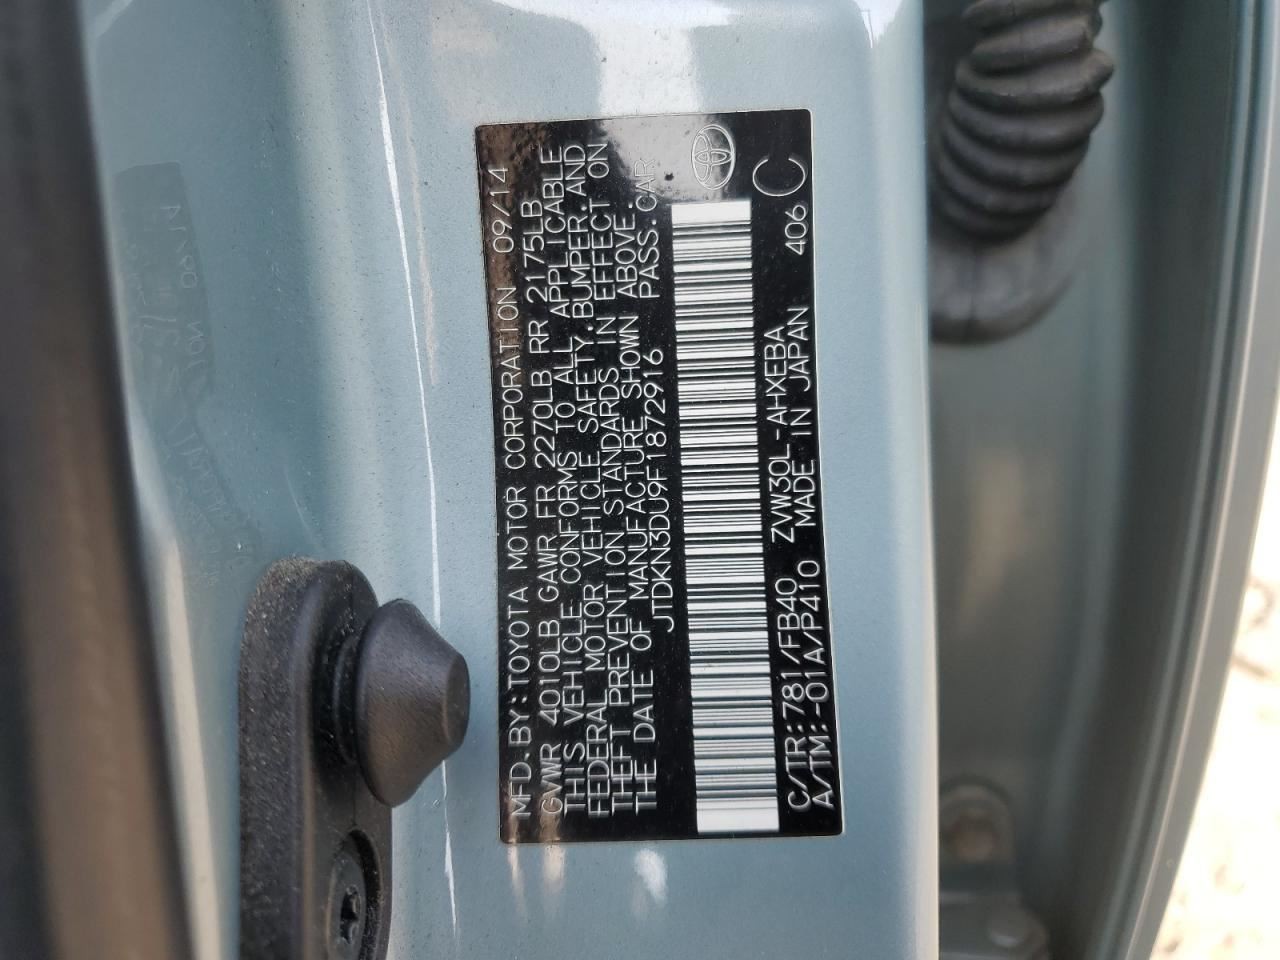 MFD.BY:TOYOTA MOTOR CORPORATION 09/14
GVWR 4010LB GAWR FR 2270LB RR 2175LB
THIS VEHICLE CONFORMS TO ALL APPLICABLE
FEDERAL MOTOR VEHICLE SAFETY,BUMPER,AND
THEFT PREVENTION STANDARDS IN EFFECT ON
THE DATE OF MANUFACTURE SHOWN ABOVE.
JTDKN3DU9F1872916 PASS.CAR
C/TR:781/FB40 ZVW30L-AHXEBA
A/TM:-01A/P410 MADE IN JAPAN 406 C